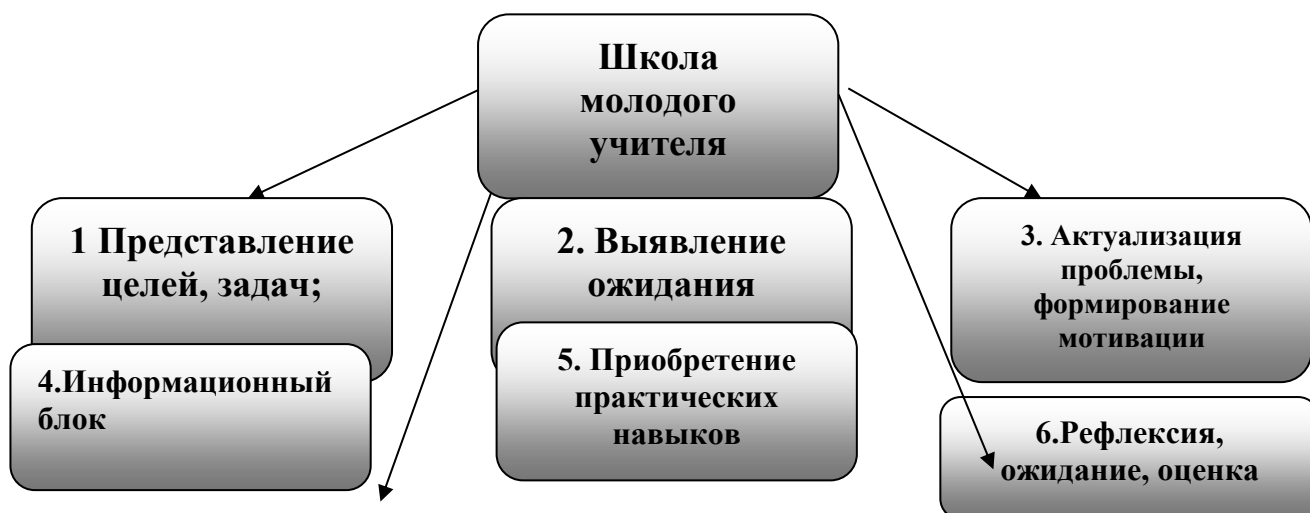 Школа
молодого
учителя
1 Представление
целей, задач;
2. Выявление
ожидания
3. Актуализация
проблемы,
формирование
мотивации
4.Информационный
блок
5. Приобретение
практических
навыков
6.Рефлексия,
ожидание, оценка